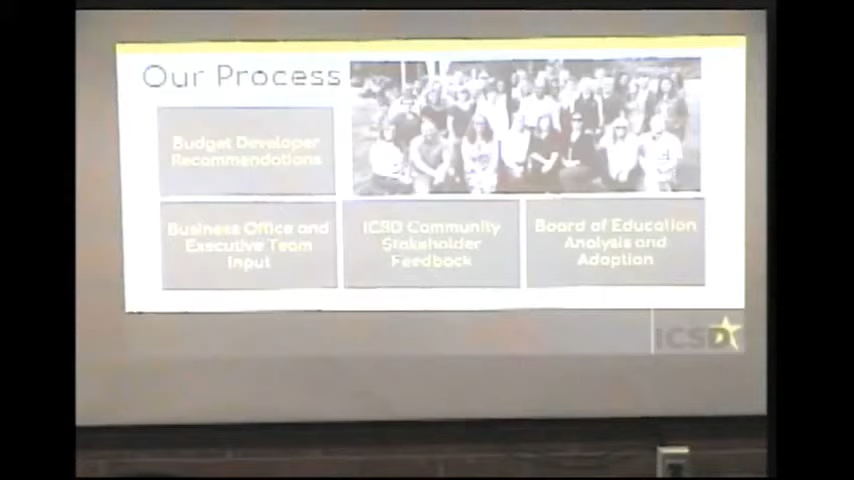 Our Process
Budget Developer
Recommendations
Business Office and
Executive Team
Input
ICSD Community
Stakeholder
Feedback
Board of Education
Analysis and
Adoption
ICSD